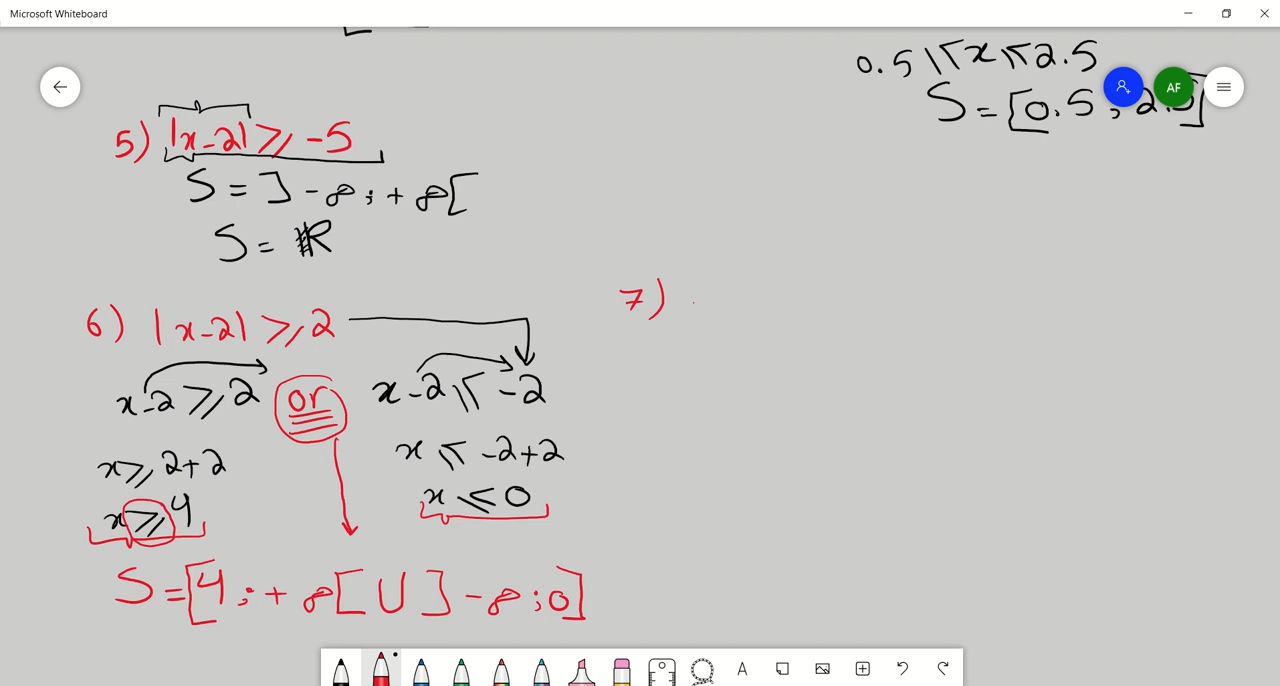 Microsoft Whiteboard
0.5 ⩽ x ⩽ 2.5
S = [0.5 ; 2.5]
AF
5) |x-2| ⩾ -5
S = ]-∞ ; +∞[
S = ℝ
6) |x-2| ⩾ 2
x-2 ⩾ 2 or x-2 ⩽ -2
x ⩾ 2+2 x ⩽ -2+2
x ⩾ 4 x ⩽ 0
S = [4 ; +∞[ U ]-∞ ; 0]
7)
A